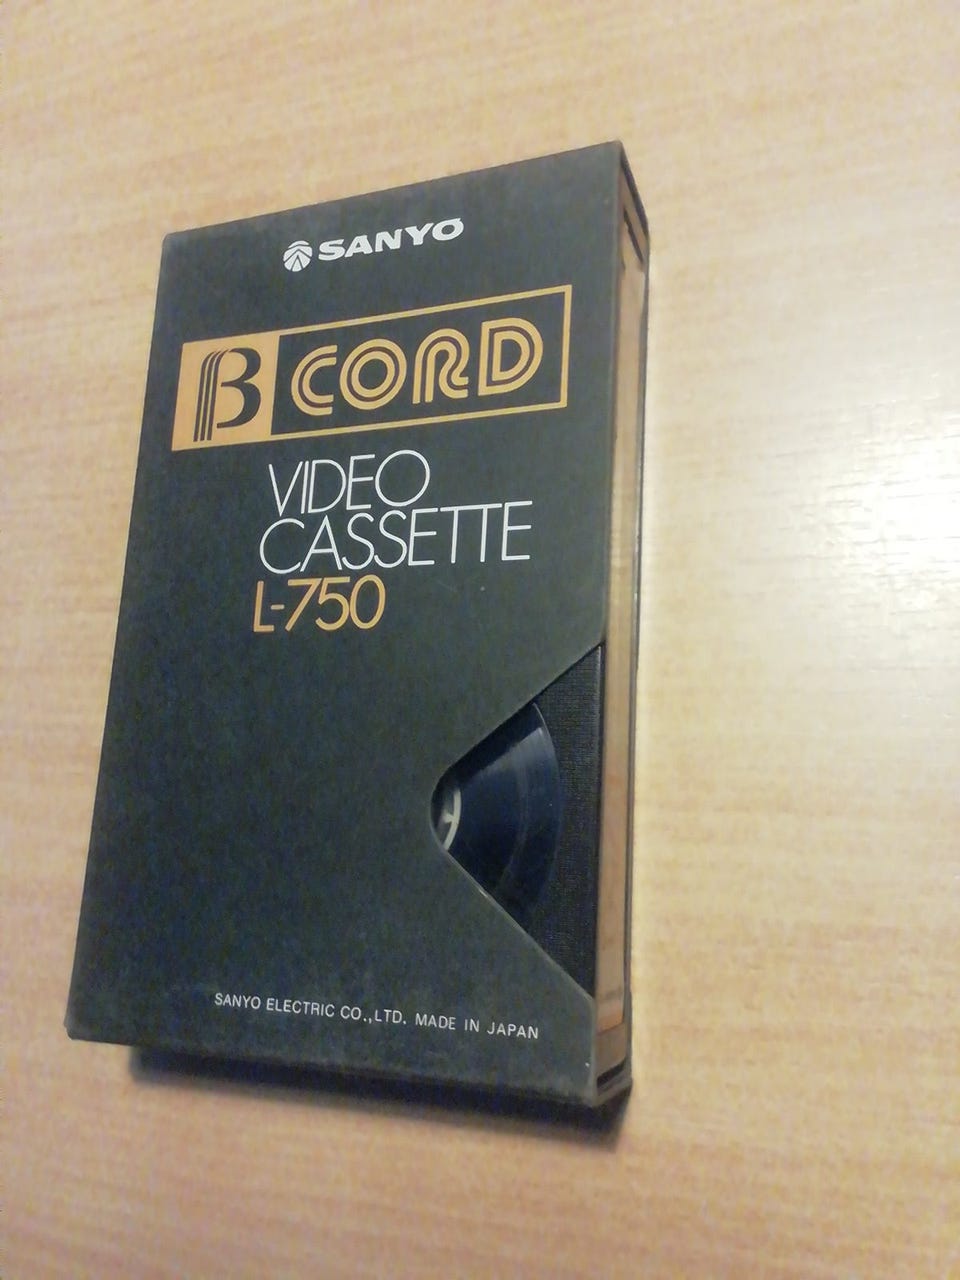 SANYO
β CORD
VIDEO
CASSETTE
L-750
SANYO ELECTRIC CO.,LTD. MADE IN JAPAN